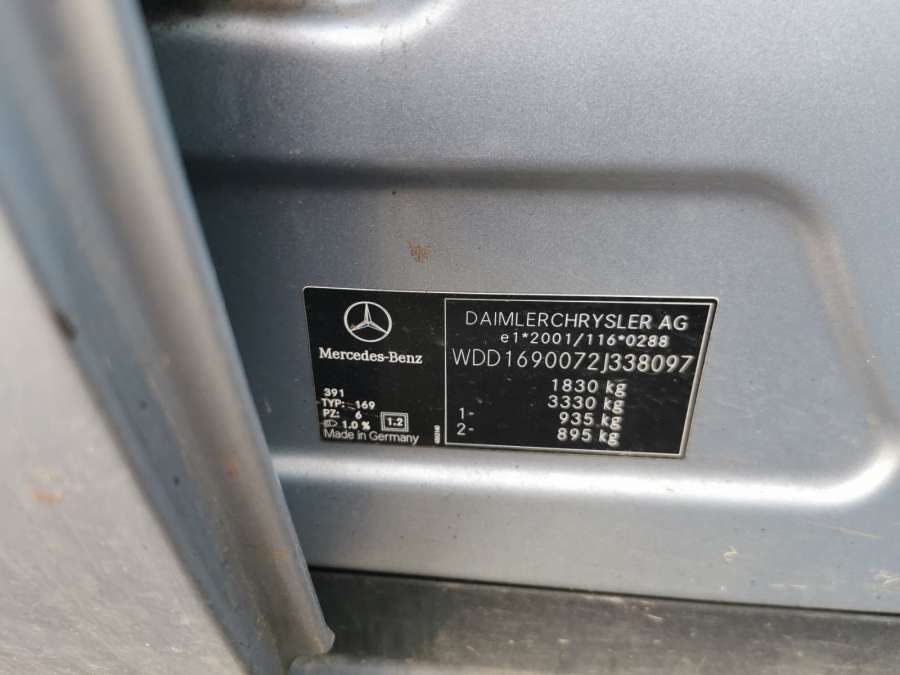 Mercedes-Benz
391
TYP: 169
PZ: 6
1.0 %
1.2
Made in Germany
DAIMLERCHRYSLER AG
e1*2001/116*0288
WDD1690072J338097
1830 kg
3330 kg
1- 935 kg
2- 895 kg